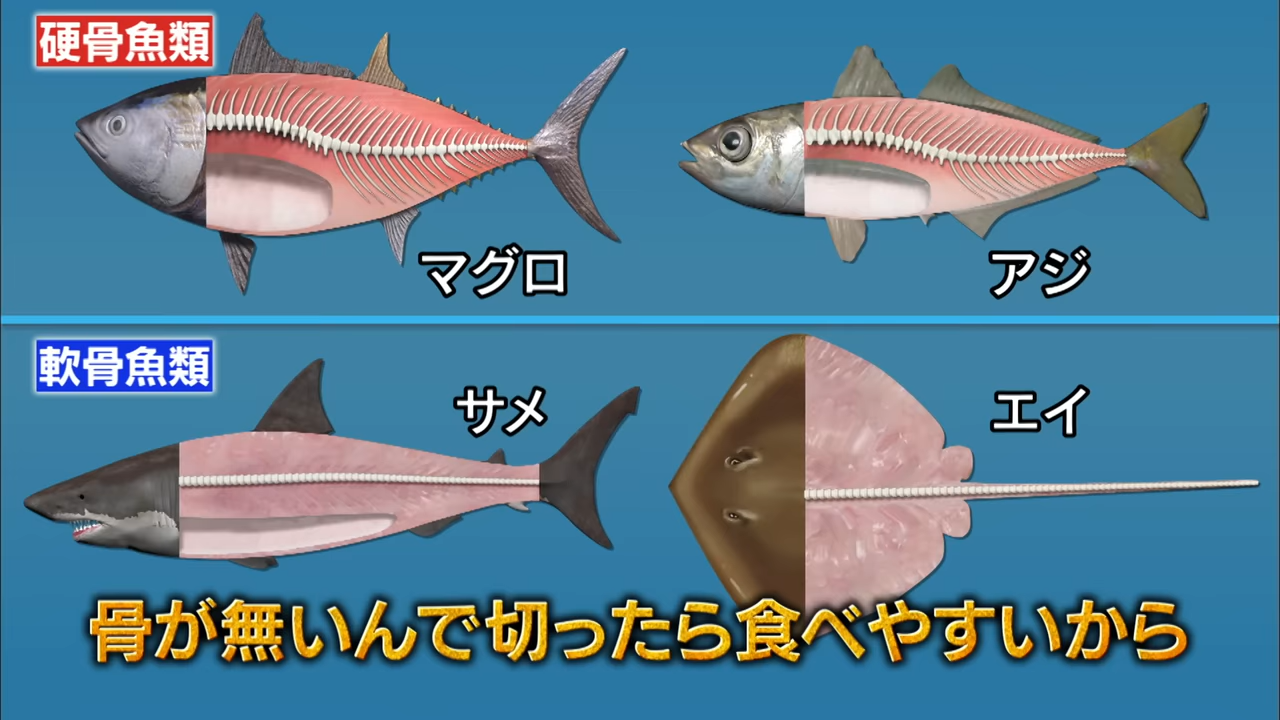 硬骨魚類
マグロ
アジ
軟骨魚類
サメ
エイ
骨が無いんで切ったら食べやすいから